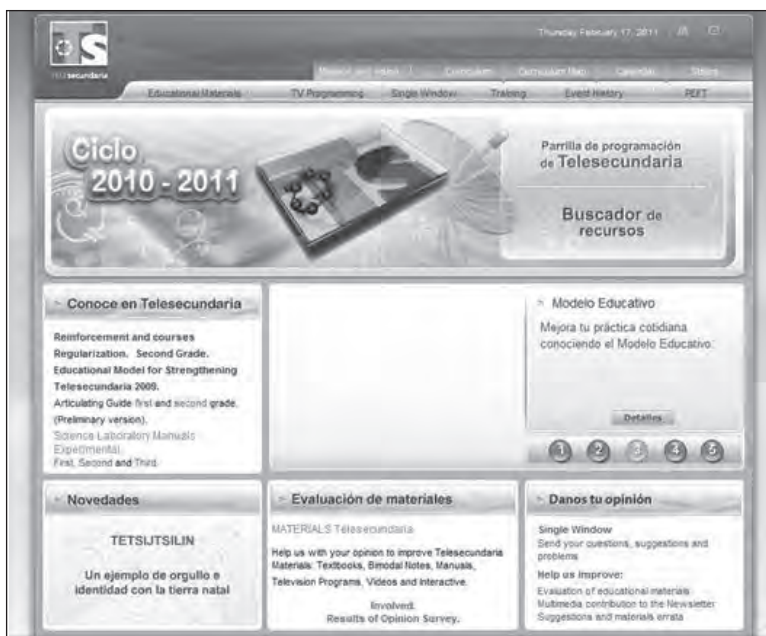 Thursday February 17, 2011
TS
telesecundaria
Curriculum Curriculum Map Calendar
Educational Materials TV Programming Single Window Training Event History PEFT
Ciclo
2010 - 2011
Parrilla de programación
de Telesecundaria
Buscador de
recursos
Conoce en Telesecundaria
Reinforcement and courses
Regularization. Second Grade.
Educational Model for Strengthening
Telesecundaria 2009.
Articulating Guide first and second grade.
(Preliminary version).
Science Laboratory Manuals
Experimental.
First, Second and Third.
Modelo Educativo
Mejora tu práctica cotidiana
conociendo el Modelo Educativo.
Detalles
1 2 3 4 5
Novedades
TETSIJTSILIN
Un ejemplo de orgullo e
identidad con la tierra natal
Evaluación de materiales
MATERIALS Telesecundaria
Help us with your opinion to improve Telesecundaria
Materials: Textbooks, Bimodal Notes, Manuals,
Television Programs, Videos and Interactive.
Involved.
Results of Opinion Survey.
Danos tu opinión
Single Window
Send your questions, suggestions and
problems
Help us improve:
Evaluation of educational materials
Multimedia contribution to the Newsletter
Suggestions and materials errata